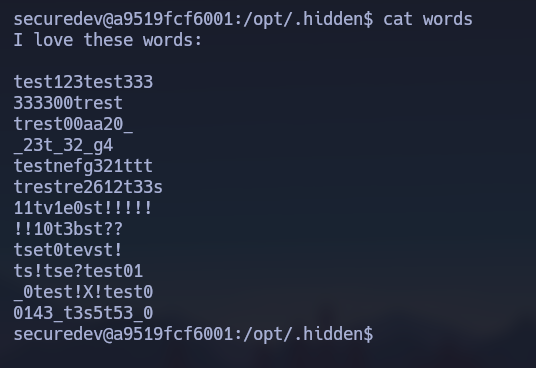 securedev@a9519fcf6001:/opt/.hidden$ cat words
I love these words:

test123test333
333300trest
trest00aa20_
_23t_32_g4
testnefg321ttt
trestre2612t33s
11tv1e0st!!!!!
!!10t3bst??
tset0tevst!
ts!tse?test01
_0test!X!test0
0143_t3s5t53_0
securedev@a9519fcf6001:/opt/.hidden$